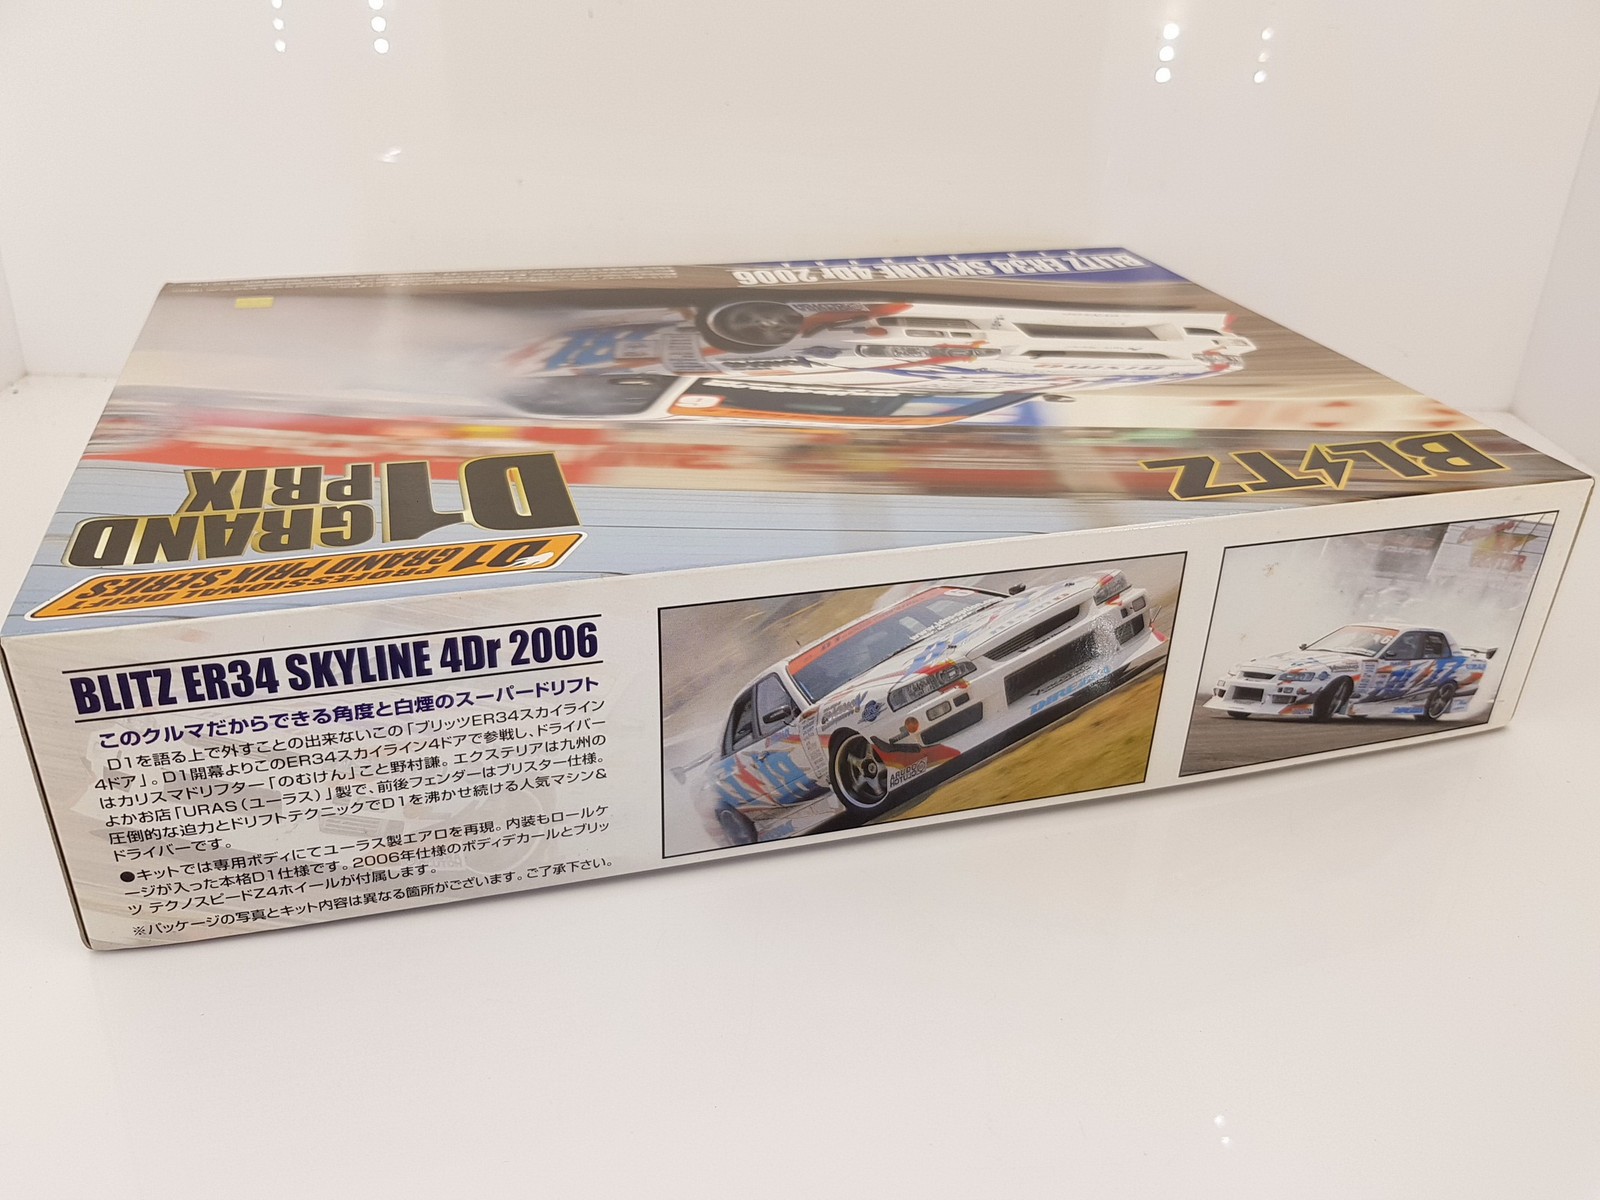 BLITZ ER34 SKYLINE 4Dr 2006
BLITZ
D1
GRAND
PRIX
D1 PROFESSIONAL DRIFT
GRAND PRIX SERIES
BLITZ ER34 SKYLINE 4Dr 2006
このクルマだからできる角度と白煙のスーパードリフト
D1を語る上で外すことの出来ないこの「ブリッツER34スカイライン
4ドア」。D1開幕よりこのER34スカイライン4ドアで参戦し、ドライバー
はカリスマドリフター「のむけん」こと野村謙。エクステリアは九州の
よかお店「URAS(ユーラス)」製で、前後フェンダーはブリスター仕様。
圧倒的な迫力とドリフトテクニックでD1を沸かせ続ける人気マシン&
ドライバーです。
●キットでは専用ボディにてユーラス製エアロを再現。内装もロールケ
ージが入った本格D1仕様です。2006年仕様のボディデカールとブリッ
ツ テクノスピードZ4ホイールが付属します。
※パッケージの写真とキット内容は異なる箇所がございます。ご了承下さい。